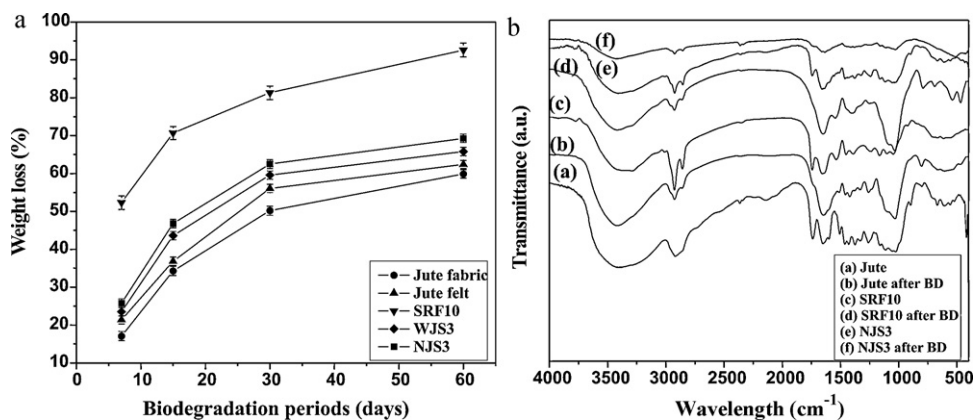 a
100
90
80
70
60
50
40
30
20
10
Weight loss (%)
0 10 20 30 40 50 60
Biodegradation periods (days)
Jute fabric
Jute felt
SRF10
WJS3
NJS3
b
Transmittance (a.u.)
(f)
(e)
(d)
(c)
(b)
(a)
(a) Jute
(b) Jute after BD
(c) SRF10
(d) SRF10 after BD
(e) NJS3
(f) NJS3 after BD
4000 3500 3000 2500 2000 1500 1000 500
Wavelength (cm-1)